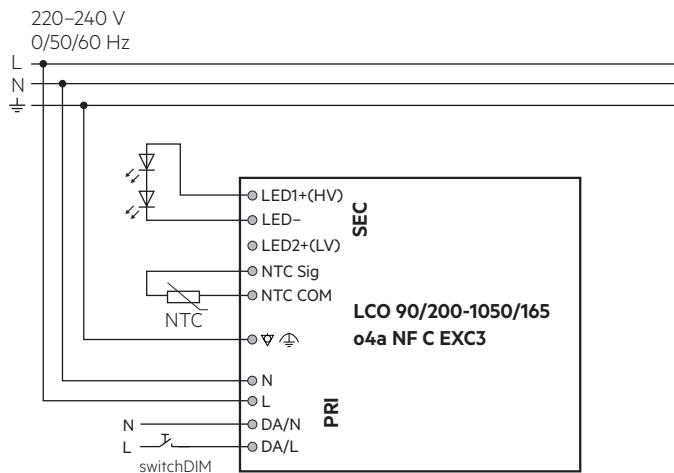 220–240 V
0/50/60 Hz
L
N
LED1+(HV)
LED–
LED2+(LV)
SEC
NTC Sig
NTC COM
NTC
LCO 90/200-1050/165
o4a NF C EXC3
N
L
PRI
N DA/N
L DA/L
switchDIM